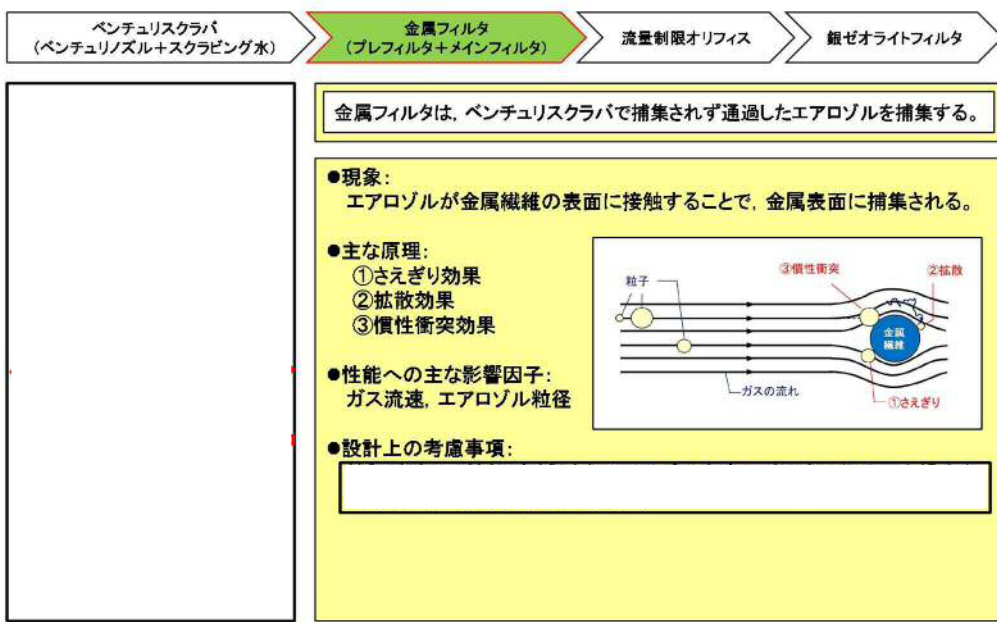 ベンチュリスクラバ
(ベンチュリノズル+スクラビング水)
金属フィルタ
(プレフィルタ+メインフィルタ)
流量制限オリフィス
銀ゼオライトフィルタ
金属フィルタは，ベンチュリスクラバで捕集されず通過したエアロゾルを捕集する。
●現象：
エアロゾルが金属繊維の表面に接触することで，金属表面に捕集される。
●主な原理：
①さえぎり効果
②拡散効果
③慣性衝突効果
粒子
③慣性衝突
②拡散
金属
繊維
ガスの流れ
①さえぎり
●性能への主な影響因子：
ガス流速，エアロゾル粒径
●設計上の考慮事項：